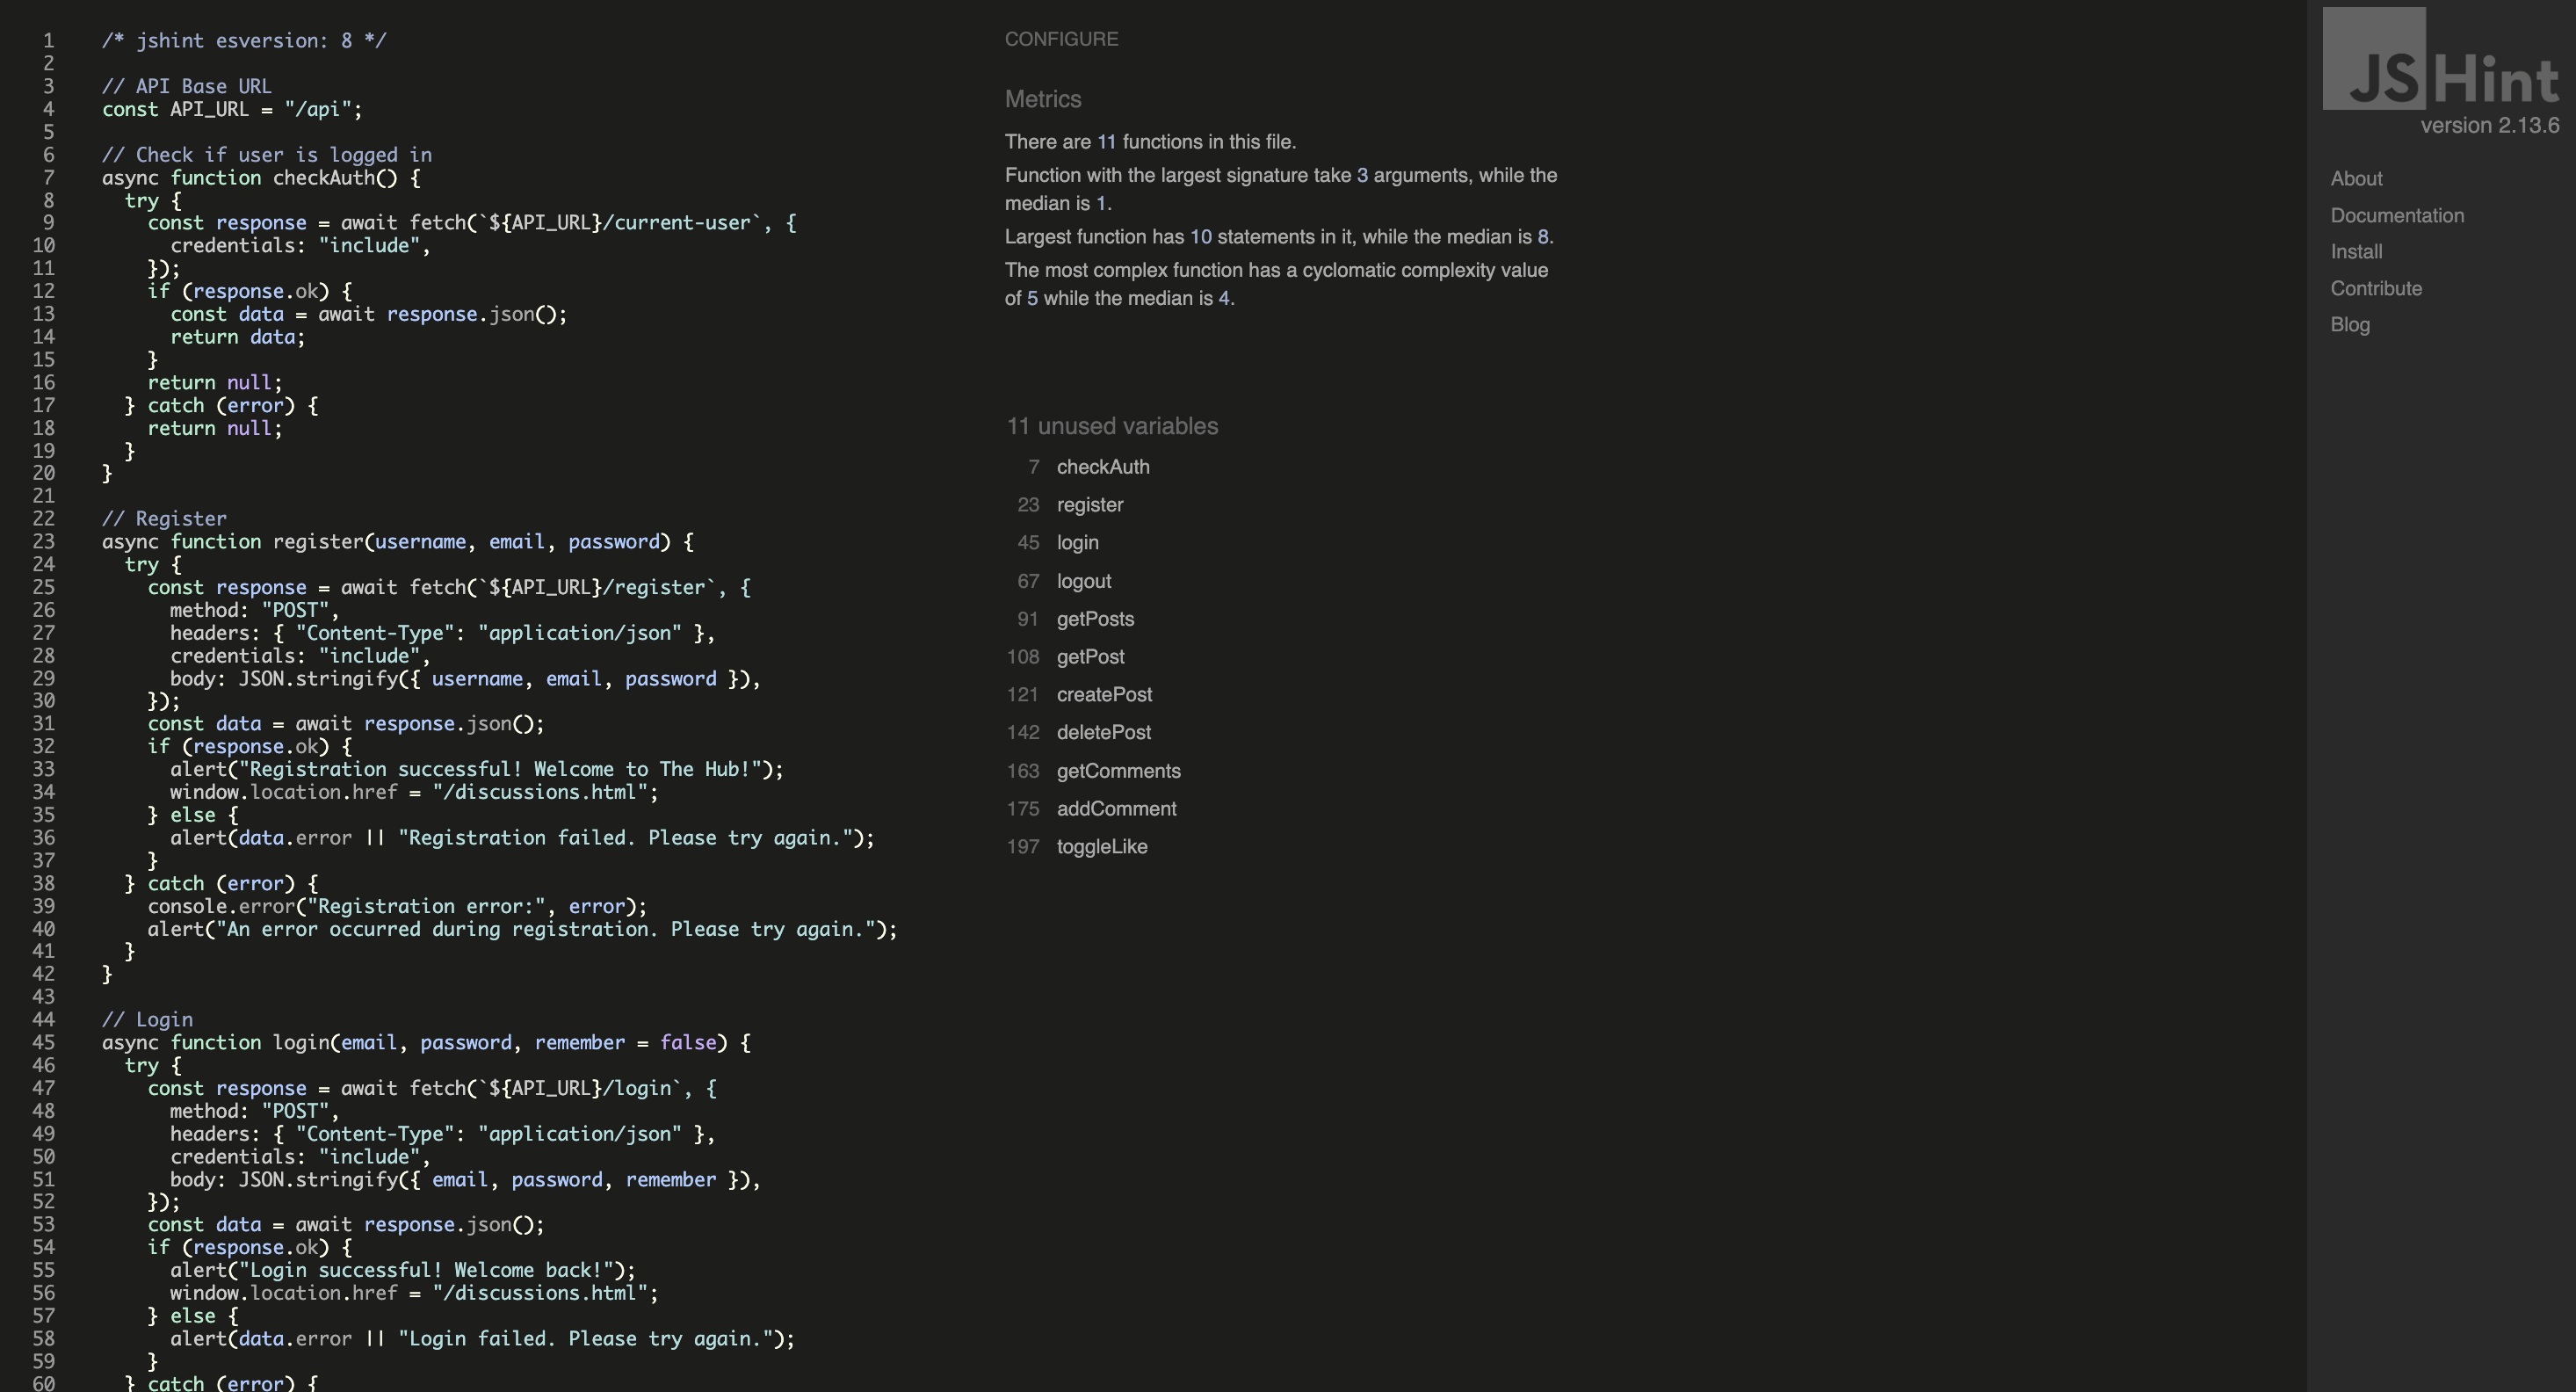 1 /* jshint esversion: 8 */
2
3 // API Base URL
4 const API_URL = "/api";
5
6 // Check if user is logged in
7 async function checkAuth() {
8 try {
9 const response = await fetch(`${API_URL}/current-user`, {
10 credentials: "include",
11 });
12 if (response.ok) {
13 const data = await response.json();
14 return data;
15 }
16 return null;
17 } catch (error) {
18 return null;
19 }
20 }
21
22 // Register
23 async function register(username, email, password) {
24 try {
25 const response = await fetch(`${API_URL}/register`, {
26 method: "POST",
27 headers: { "Content-Type": "application/json" },
28 credentials: "include",
29 body: JSON.stringify({ username, email, password }),
30 });
31 const data = await response.json();
32 if (response.ok) {
33 alert("Registration successful! Welcome to The Hub!");
34 window.location.href = "/discussions.html";
35 } else {
36 alert(data.error || "Registration failed. Please try again.");
37 }
38 } catch (error) {
39 console.error("Registration error:", error);
40 alert("An error occurred during registration. Please try again.");
41 }
42 }
43
44 // Login
45 async function login(email, password, remember = false) {
46 try {
47 const response = await fetch(`${API_URL}/login`, {
48 method: "POST",
49 headers: { "Content-Type": "application/json" },
50 credentials: "include",
51 body: JSON.stringify({ email, password, remember }),
52 });
53 const data = await response.json();
54 if (response.ok) {
55 alert("Login successful! Welcome back!");
56 window.location.href = "/discussions.html";
57 } else {
58 alert(data.error || "Login failed. Please try again.");
59 }
60 } catch (error) {
CONFIGURE
Metrics
There are 11 functions in this file.
Function with the largest signature take 3 arguments, while the
median is 1.
Largest function has 10 statements in it, while the median is 8.
The most complex function has a cyclomatic complexity value
of 5 while the median is 4.
11 unused variables
7 checkAuth
23 register
45 login
67 logout
91 getPosts
108 getPost
121 createPost
142 deletePost
163 getComments
175 addComment
197 toggleLike
JSHint
version 2.13.6
About
Documentation
Install
Contribute
Blog